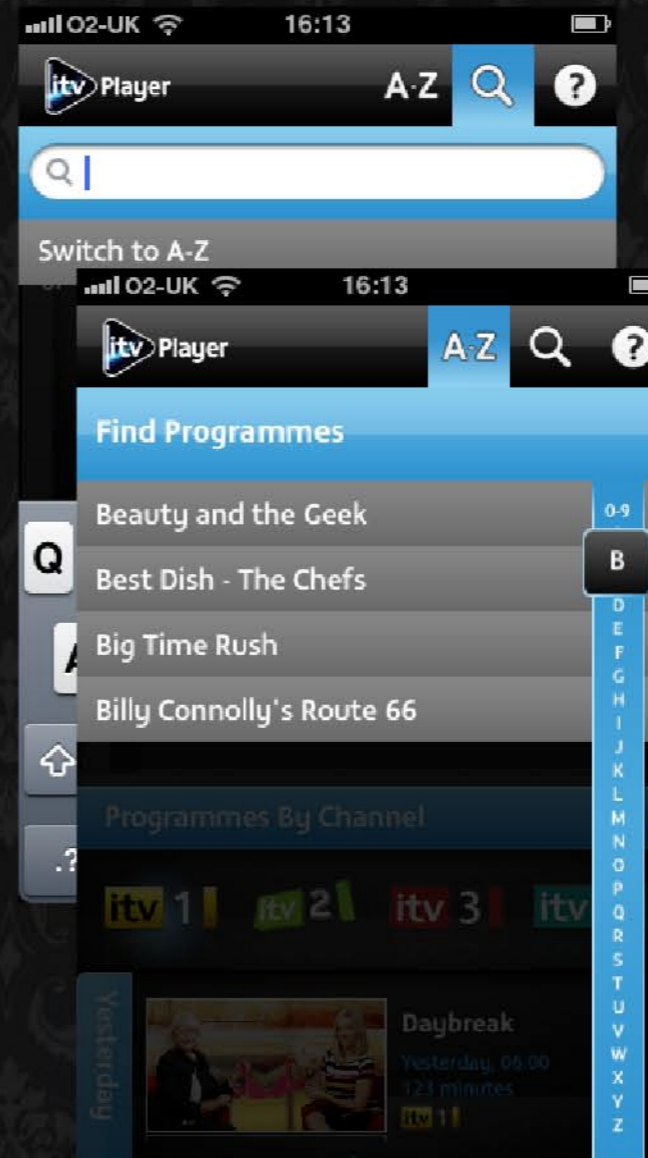 O2-UK 16:13
itv Player A-Z ?
Switch to A-Z
O2-UK 16:13
itv Player A-Z ?
Find Programmes
Beauty and the Geek
Best Dish - The Chefs
Big Time Rush
Billy Connolly's Route 66
0-9
B
D
E
F
G
H
I
J
K
L
M
N
O
P
Q
R
S
T
U
V
W
X
Y
Z
Q
A
.?
Programmes By Channel
itv 1 itv 2 itv 3 itv
Yesterday
Daybreak
Yesterday, 06.00
123 minutes
itv 1